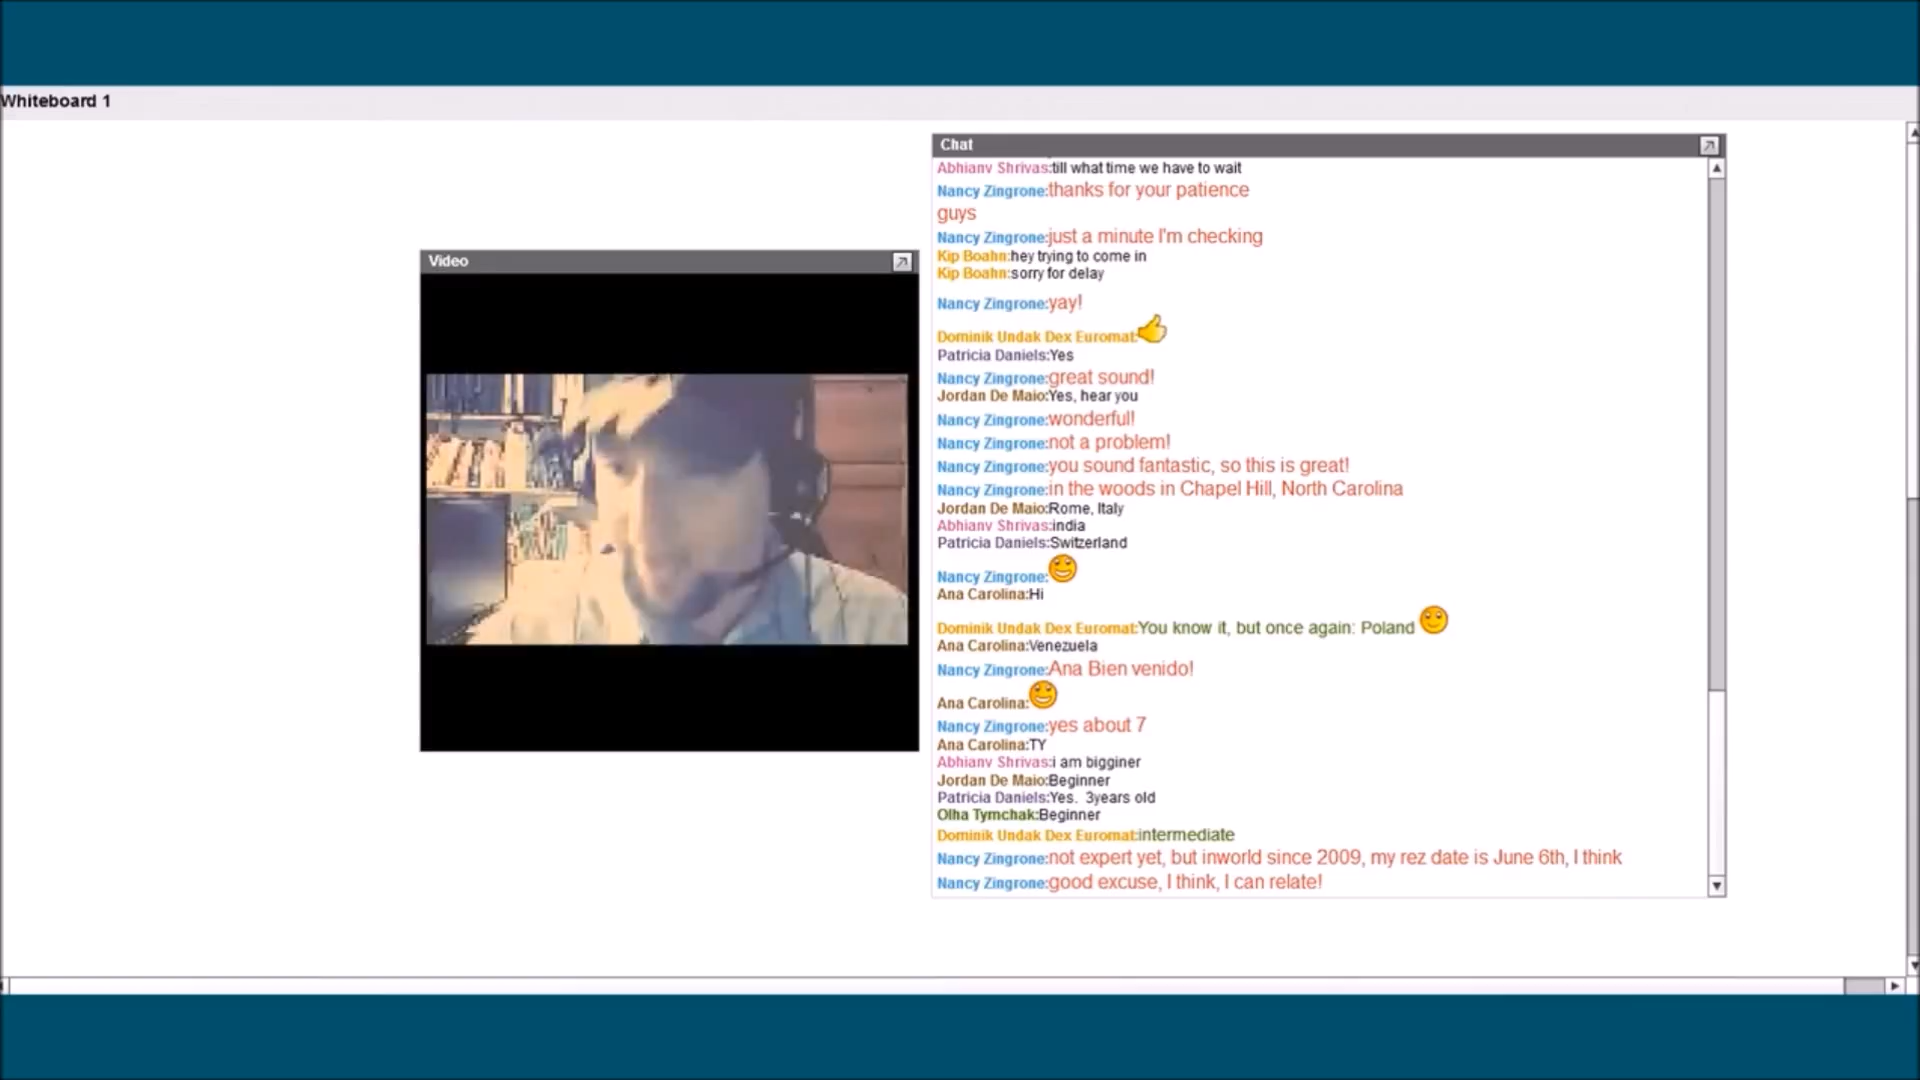 Whiteboard 1
Video
Chat
Abhianv Shrivas:till what time we have to wait
Nancy Zingrone:thanks for your patience
guys
Nancy Zingrone:just a minute I'm checking
Kip Boahn:hey trying to come in
Kip Boahn:sorry for delay
Nancy Zingrone:yay!
Dominik Undak Dex Euromat:
Patricia Daniels:Yes
Nancy Zingrone:great sound!
Jordan De Maio:Yes, hear you
Nancy Zingrone:wonderful!
Nancy Zingrone:not a problem!
Nancy Zingrone:you sound fantastic, so this is great!
Nancy Zingrone:in the woods in Chapel Hill, North Carolina
Jordan De Maio:Rome, Italy
Abhianv Shrivas:india
Patricia Daniels:Switzerland
Nancy Zingrone:
Ana Carolina:Hi
Dominik Undak Dex Euromat:You know it, but once again: Poland
Ana Carolina:Venezuela
Nancy Zingrone:Ana Bien venido!
Ana Carolina:
Nancy Zingrone:yes about 7
Ana Carolina:TY
Abhianv Shrivas:i am bigginer
Jordan De Maio:Beginner
Patricia Daniels:Yes. 3years old
Olha Tymchak:Beginner
Dominik Undak Dex Euromat:intermediate
Nancy Zingrone:not expert yet, but inworld since 2009, my rez date is June 6th, I think
Nancy Zingrone:good excuse, I think, I can relate!